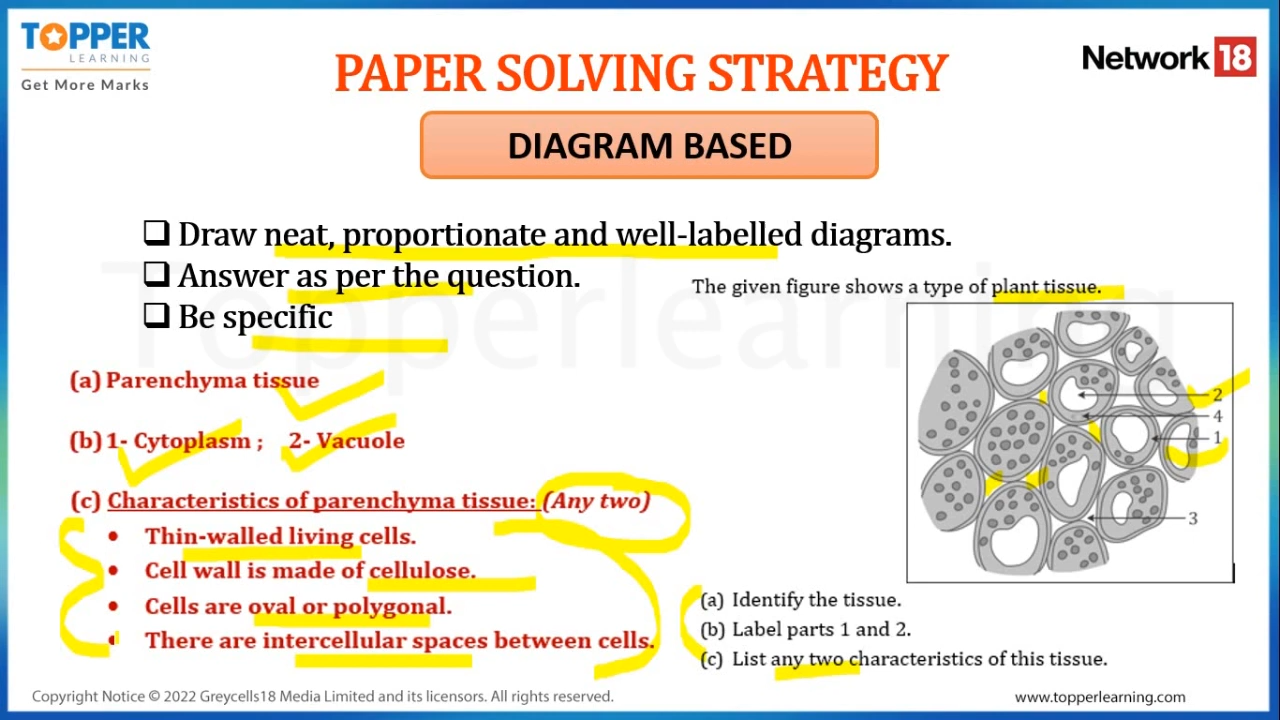 TOPPER
LEARNING
Get More Marks
PAPER SOLVING STRATEGY
Network 18
DIAGRAM BASED
❑ Draw neat, proportionate and well-labelled diagrams.
❑ Answer as per the question.
❑ Be specific
Topperlearning
(a) Parenchyma tissue
(b) 1- Cytoplasm ; 2- Vacuole
(c) Characteristics of parenchyma tissue: (Any two)
• Thin-walled living cells.
• Cell wall is made of cellulose.
• Cells are oval or polygonal.
• There are intercellular spaces between cells.
The given figure shows a type of plant tissue.
2
4
1
3
(a) Identify the tissue.
(b) Label parts 1 and 2.
(c) List any two characteristics of this tissue.
Copyright Notice © 2022 Greycells18 Media Limited and its licensors. All rights reserved.
www.topperlearning.com